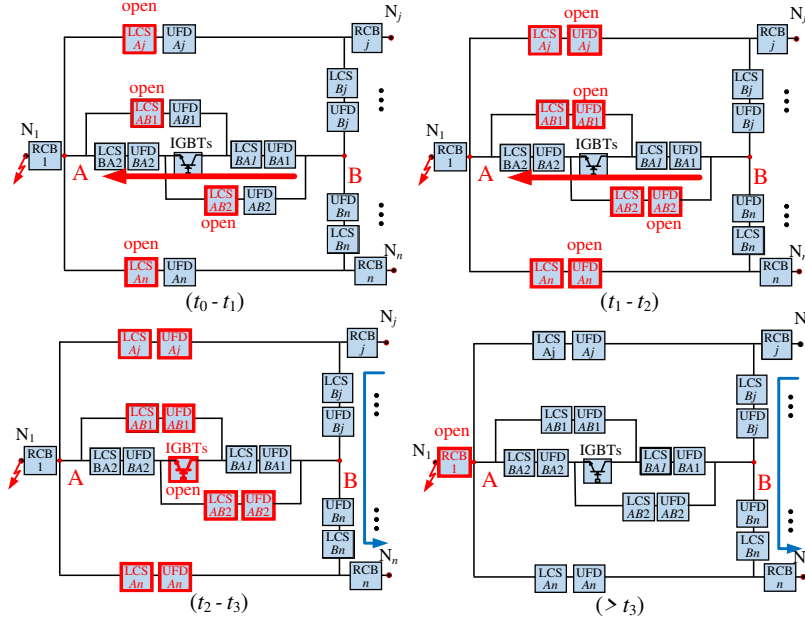 open
LCS UFD
Aj Aj
RCB
j
Nj
LCS
Bj
UFD
Bj
open
LCS UFD
AB1 AB1
IGBTs
N1
RCB
1
LCS UFD
BA2 BA2
LCS UFD
BA1 BA1
A
B
LCS UFD
AB2 AB2
open
UFD
Bn
LCS
Bn
open
LCS UFD
An An
Nn
RCB
n
(t0 - t1)
open
LCS UFD
Aj Aj
RCB
j
Nj
LCS
Bj
UFD
Bj
open
LCS UFD
AB1 AB1
IGBTs
N1
RCB
1
LCS UFD
BA2 BA2
LCS UFD
BA1 BA1
A
B
LCS UFD
AB2 AB2
open
UFD
Bn
LCS
Bn
open
LCS UFD
An An
RCB
n
(t1 - t2)
LCS UFD
Aj Aj
RCB
j
Nj
LCS
Bj
UFD
Bj
LCS UFD
AB1 AB1
IGBTs
N1
RCB
1
LCS UFD
BA2 BA2
LCS UFD
BA1 BA1
A
open
B
LCS UFD
AB2 AB2
UFD
Bn
LCS
Bn
LCS UFD
An An
Nn
RCB
n
(t2 - t3)
LCS UFD
Aj Aj
RCB
j
N
LCS
Bj
UFD
Bj
LCS UFD
AB1 AB1
open
IGBTs
N1
RCB
1
LCS UFD
BA2 BA2
LCS UFD
BA1 BA1
A
B
LCS UFD
AB2 AB2
UFD
Bn
LCS
Bn
LCS UFD
An An
N
RCB
n
(> t3)